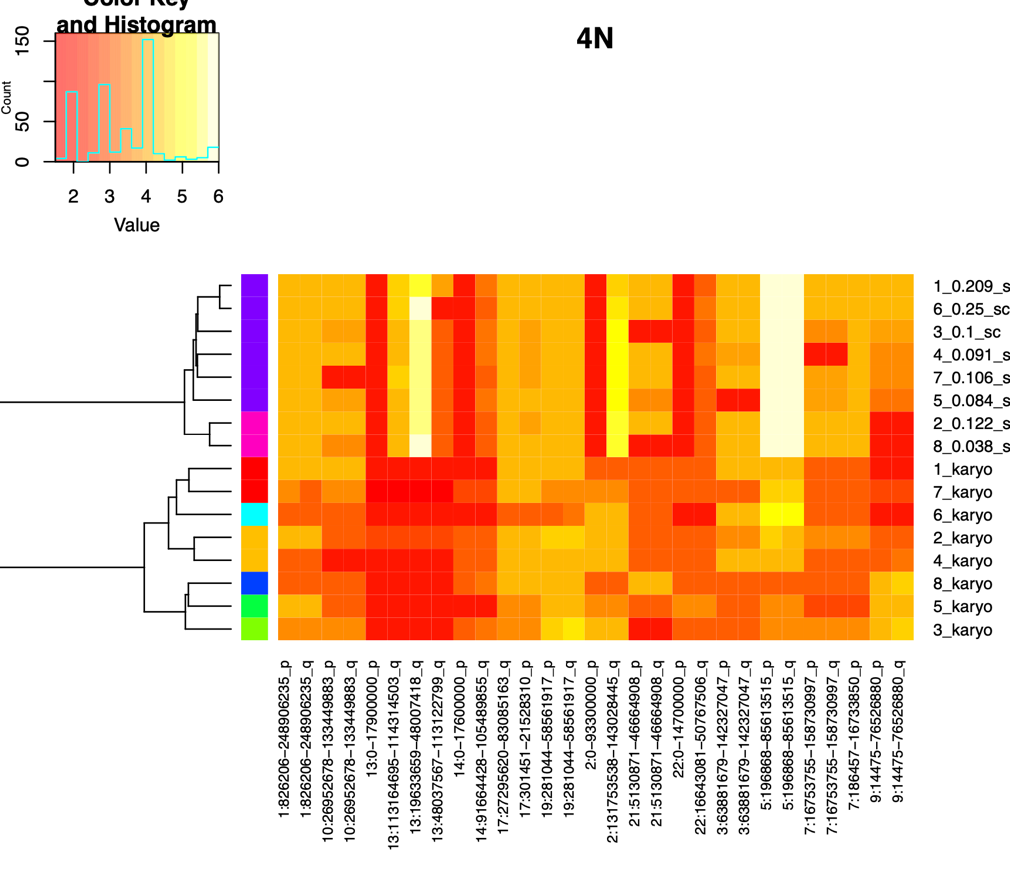 Color Key
and Histogram
4N
Count
0
50
150
2 3 4 5 6
Value
1_0.209_s
6_0.25_sc
3_0.1_sc
4_0.091_s
7_0.106_s
5_0.084_s
2_0.122_s
8_0.038_s
1_karyo
7_karyo
6_karyo
2_karyo
4_karyo
8_karyo
5_karyo
3_karyo
1:826206-248906235_p
1:826206-248906235_q
10:26952678-133449883_p
10:26952678-133449883_q
13:0-17900000_p
13:113164695-114314503_q
13:19633659-48007418_q
13:48037567-113122799_q
14:0-17600000_p
14:91664428-105489855_q
17:27295620-83085163_q
17:301451-21528310_p
19:281044-58561917_p
19:281044-58561917_q
2:0-93300000_p
2:131753538-143028445_q
21:5130871-46664908_p
21:5130871-46664908_q
22:0-14700000_p
22:16643081-50767506_q
3:63881679-142327047_p
3:63881679-142327047_q
5:196868-85613515_p
5:196868-85613515_q
7:16753755-158730997_p
7:16753755-158730997_q
7:186457-16733850_p
9:14475-76526880_p
9:14475-76526880_q